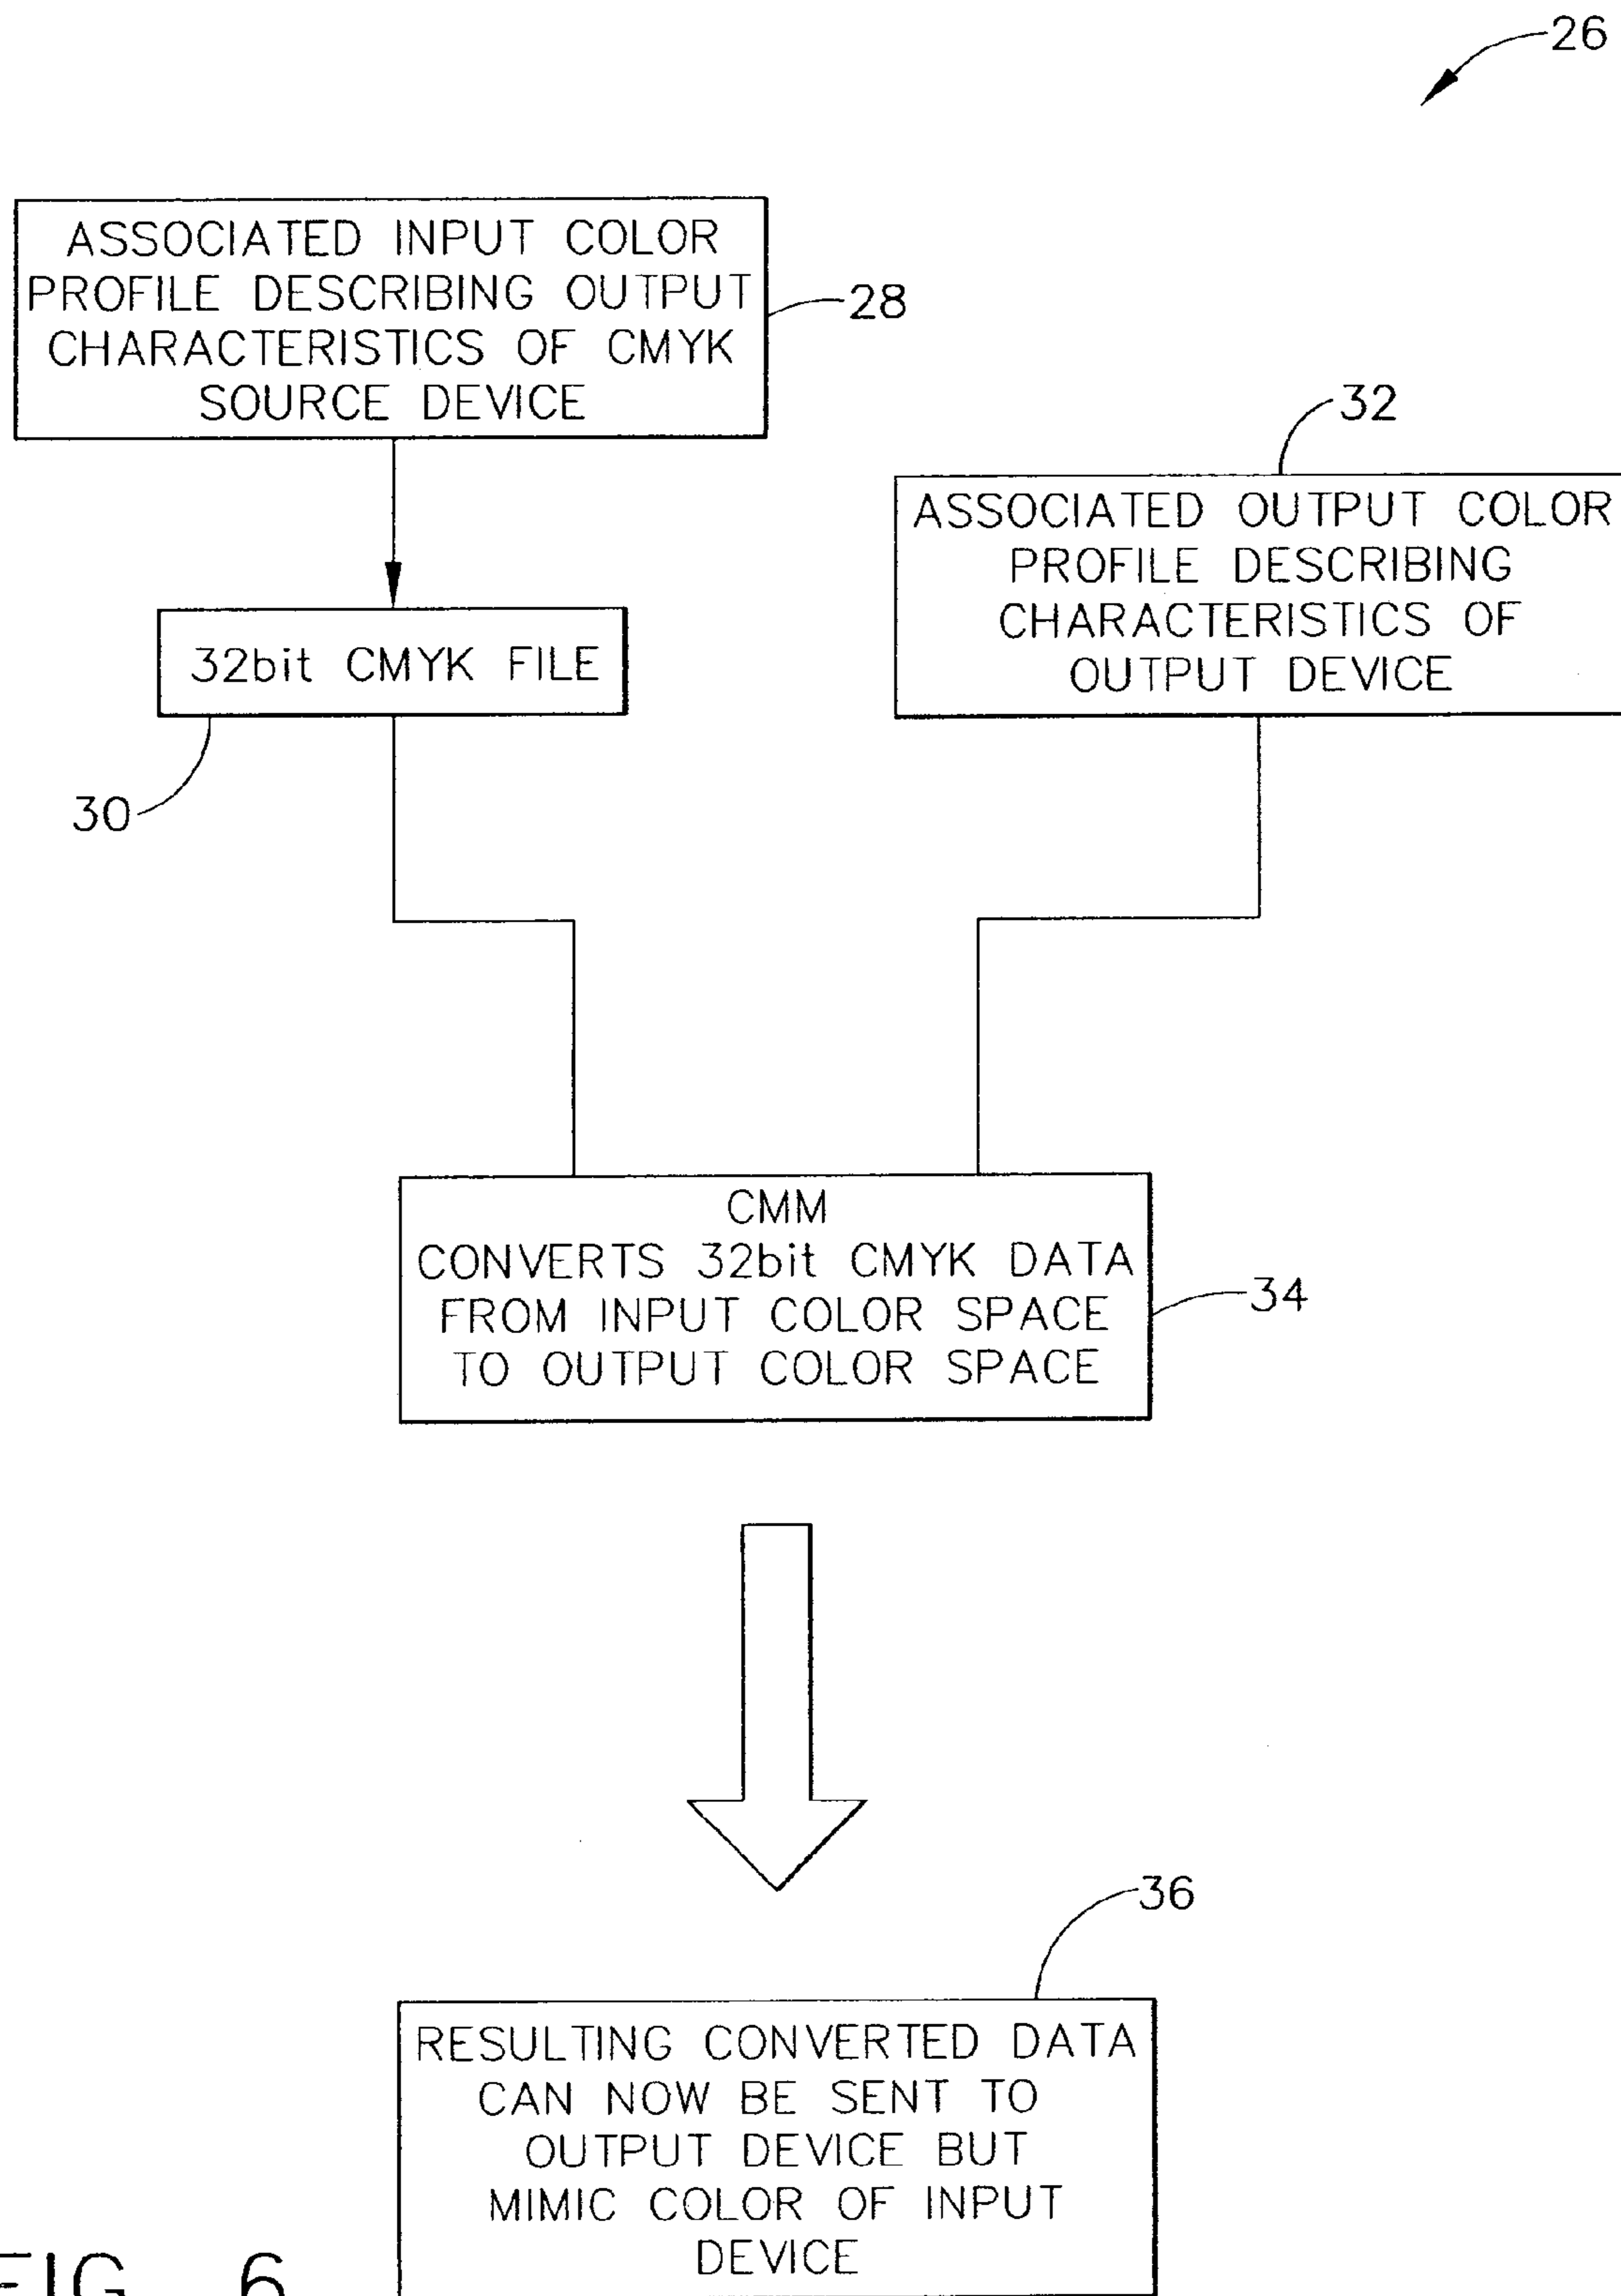 26
ASSOCIATED INPUT COLOR
PROFILE DESCRIBING OUTPUT
CHARACTERISTICS OF CMYK
SOURCE DEVICE
28
32
ASSOCIATED OUTPUT COLOR
PROFILE DESCRIBING
CHARACTERISTICS OF
OUTPUT DEVICE
32bit CMYK FILE
30
CMM
CONVERTS 32bit CMYK DATA
FROM INPUT COLOR SPACE
TO OUTPUT COLOR SPACE
34
36
RESULTING CONVERTED DATA
CAN NOW BE SENT TO
OUTPUT DEVICE BUT
MIMIC COLOR OF INPUT
DEVICE
FIG. 6